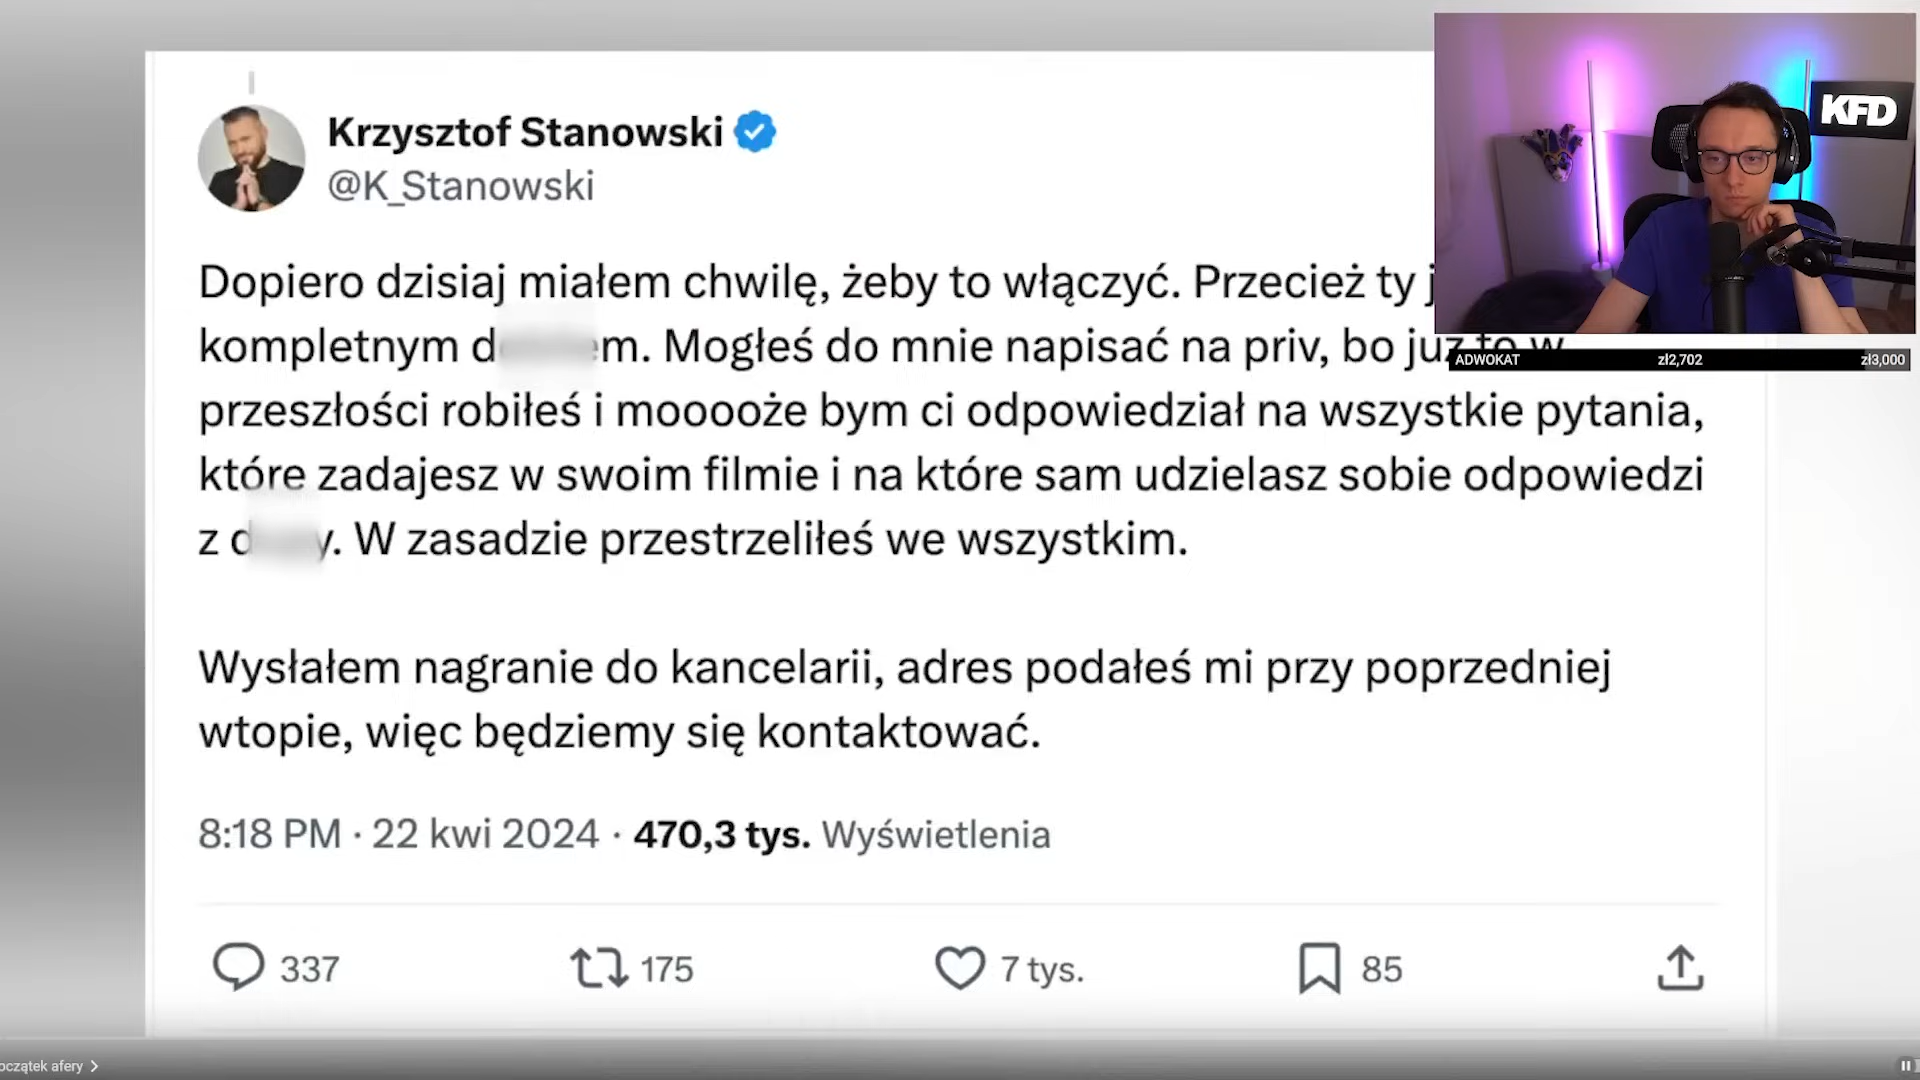 Krzysztof Stanowski
@K_Stanowski
Dopiero dzisiaj miałem chwilę, żeby to włączyć. Przecież ty j
kompletnym d m. Mogłeś do mnie napisać na priv, bo już to w
przeszłości robiłeś i mooooże bym ci odpowiedział na wszystkie pytania,
które zadajesz w swoim filmie i na które sam udzielasz sobie odpowiedzi
z d y. W zasadzie przestrzeliłeś we wszystkim.
Wysłałem nagranie do kancelarii, adres podałeś mi przy poprzedniej
wtopie, więc będziemy się kontaktować.
8:18 PM · 22 kwi 2024 · 470,3 tys. Wyświetlenia
337 175 7 tys. 85
KFD
ADWOKAT zł2,702 zł3,000
oczątek afery